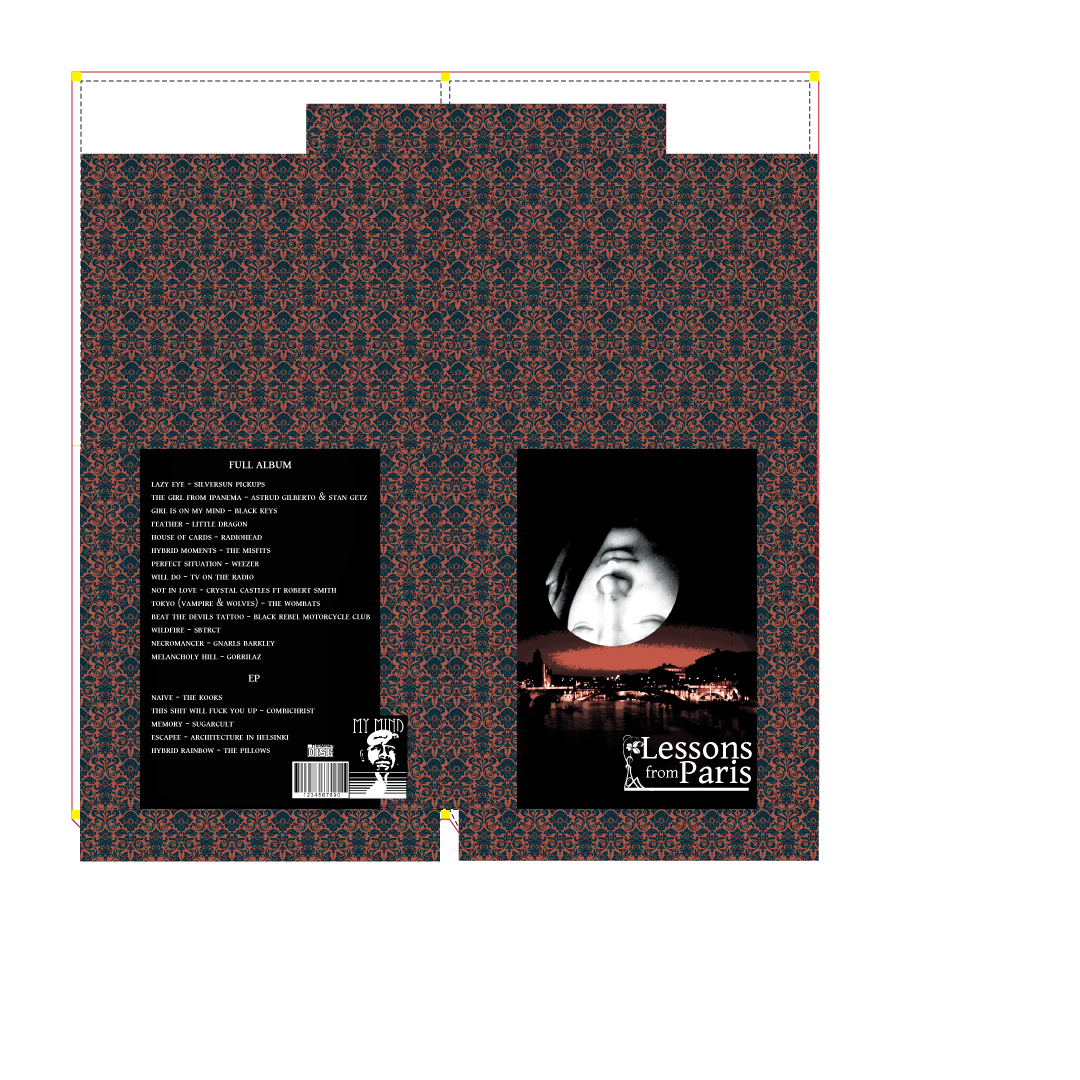 FULL ALBUM
LAZY EYE – SILVERSUN PICKUPS
THE GIRL FROM IPANEMA – ASTRUD GILBERTO & STAN GETZ
GIRL IS ON MY MIND – BLACK KEYS
FEATHER – LITTLE DRAGON
HOUSE OF CARDS – RADIOHEAD
HYBRID MOMENTS – THE MISFITS
PERFECT SITUATION – WEEZER
WILL DO – TV ON THE RADIO
NOT IN LOVE – CRYSTAL CASTLES FT ROBERT SMITH
TOKYO (VAMPIRE & WOLVES) – THE WOMBATS
BEAT THE DEVILS TATTOO – BLACK REBEL MOTORCYCLE CLUB
WILDFIRE – SBTRCT
NECROMANCER – GNARLS BARKLEY
MELANCHOLY HILL – GORRILAZ
EP
NAIVE – THE KOOKS
THIS SHIT WILL FUCK YOU UP – COMBICHRIST
MEMORY – SUGARCULT
ESCAPEE – ARCHITECTURE IN HELSINKI
HYBRID RAINBOW – THE PILLOWS
MY MIND
disc
1234567890
Lessons
from Paris